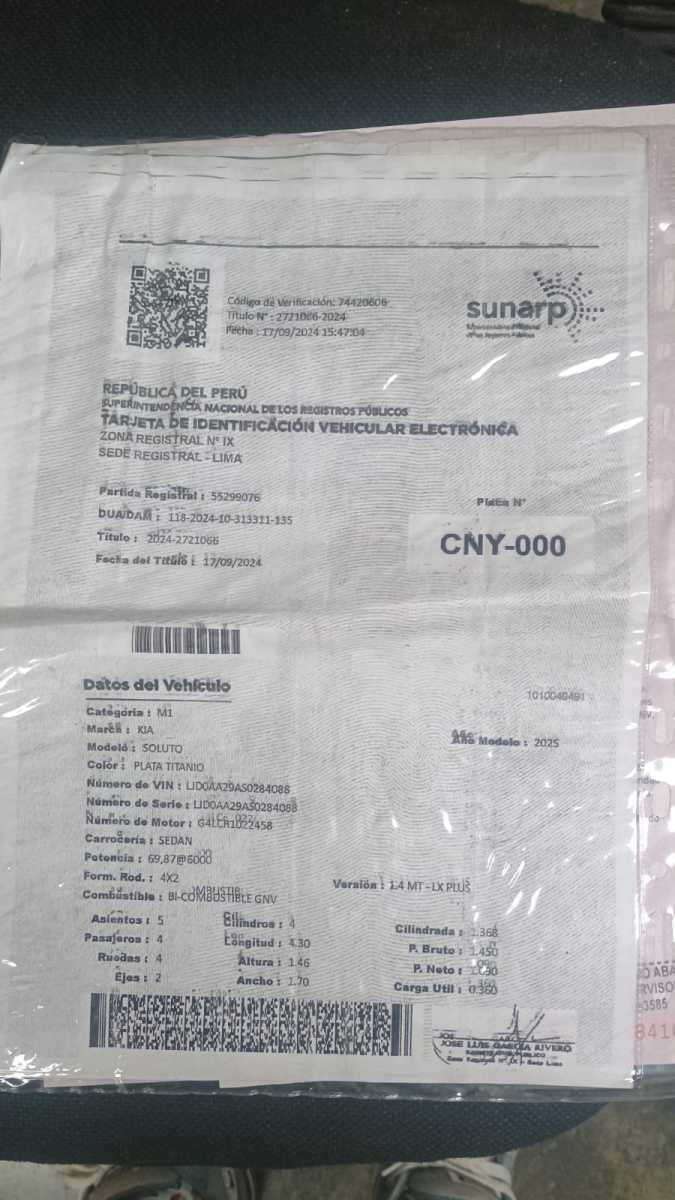 Código de Verificación: 74420606
Título N° : 2721066-2024
Fecha : 17/09/2024 15:47:04
sunarp
REPÚBLICA DEL PERÚ
SUPERINTENDENCIA NACIONAL DE LOS REGISTROS PÚBLICOS
TARJETA DE IDENTIFICACIÓN VEHICULAR ELECTRÓNICA
ZONA REGISTRAL N° IX
SEDE REGISTRAL - LIMA
Partida Registral : 55299076
DUA/DAM : 118-2024-10-313311-135
Título : 2024-2721066
Fecha del Título : 17/09/2024
Placa N°
CNY-000
Datos del Vehículo
1010040491
Categoría : M1
Marca : KIA
Año Modelo : 2025
Modelo : SOLUTO
Color : PLATA TITANIO
Número de VIN : LJD0AA29AS0284088
Número de Serie : LJD0AA29AS0284088
Número de Motor : G4LCR1022458
Carrocería : SEDAN
Potencia : 69,87@6000
Form. Rod. : 4X2
Versión : 1.4 MT - LX PLUS
Combustible : BI-COMBUSTIBLE GNV
Asientos : 5
Cilindros : 4
Cilindrada : 1.368
Pasajeros : 4
Longitud : 4.30
P. Bruto : 1.450
Ruedas : 4
Altura : 1.46
P. Neto :
Ejes : 2
Ancho : 1.70
Carga Util : 0.360
JOSE LUIS GARCIA RIVERO
3585